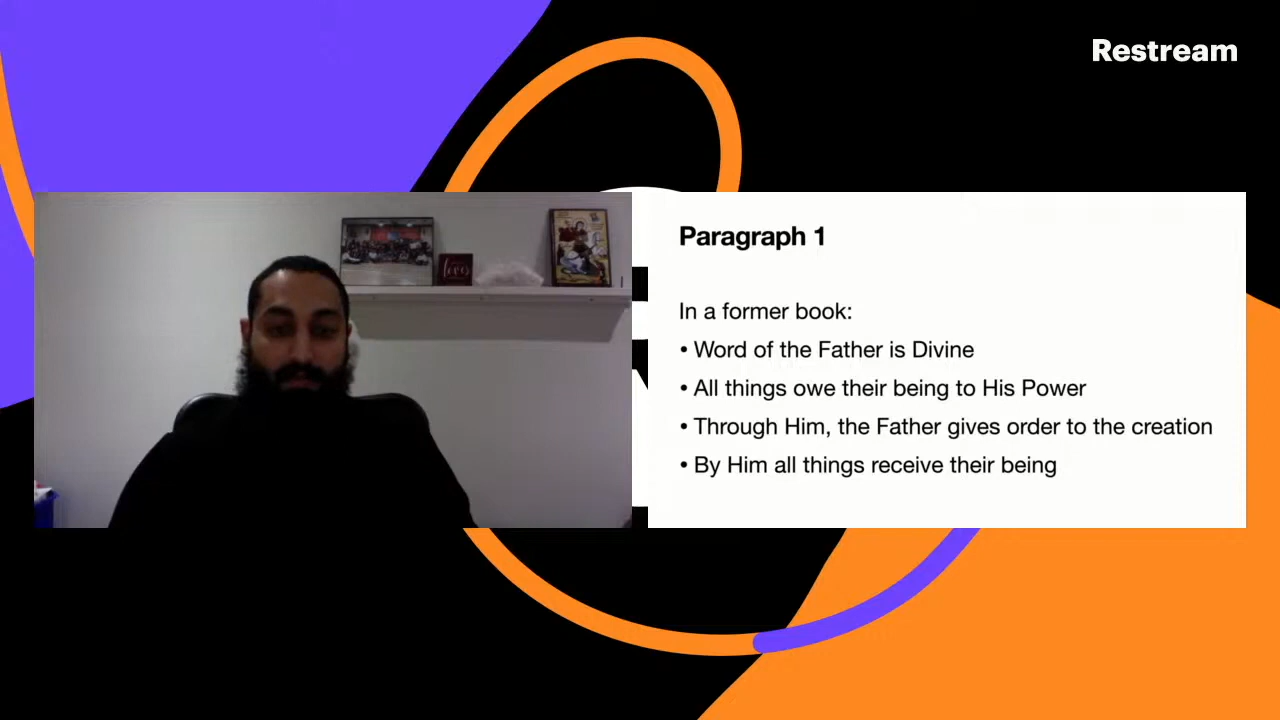 Restream
Paragraph 1
In a former book:
• Word of the Father is Divine
• All things owe their being to His Power
• Through Him, the Father gives order to the creation
• By Him all things receive their being